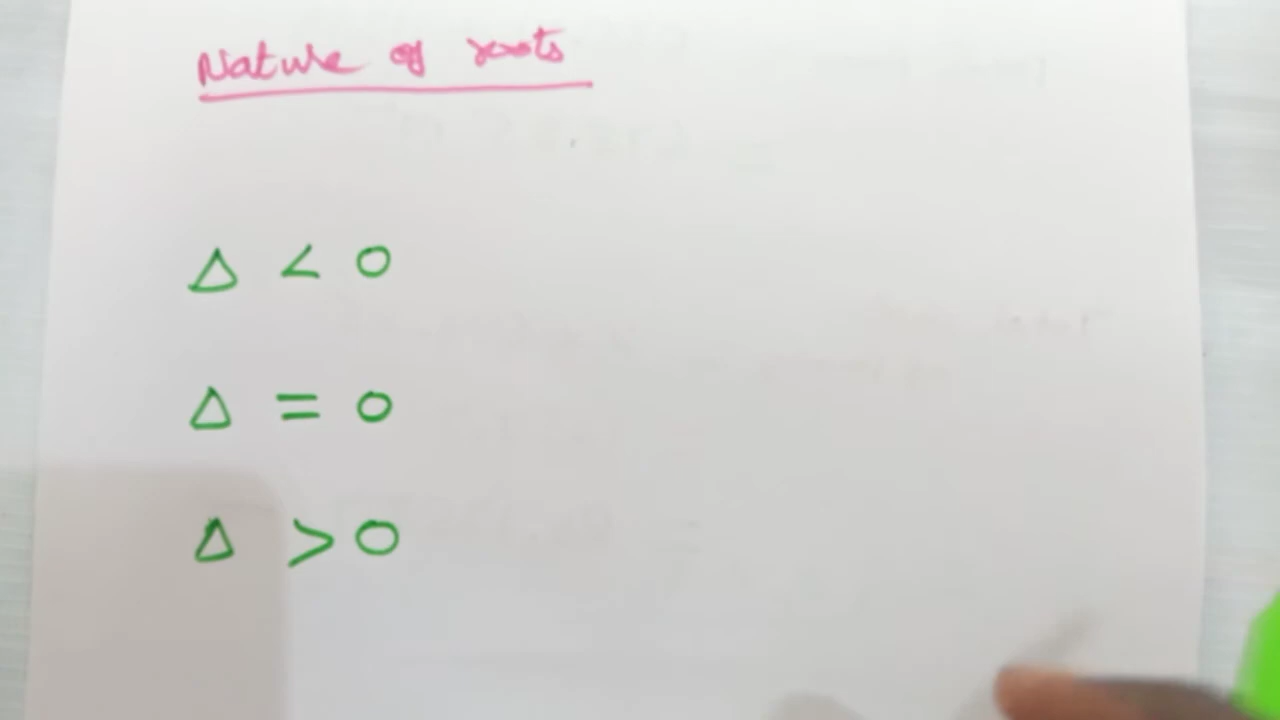 Nature of roots
Δ < 0
Δ = 0
Δ > 0